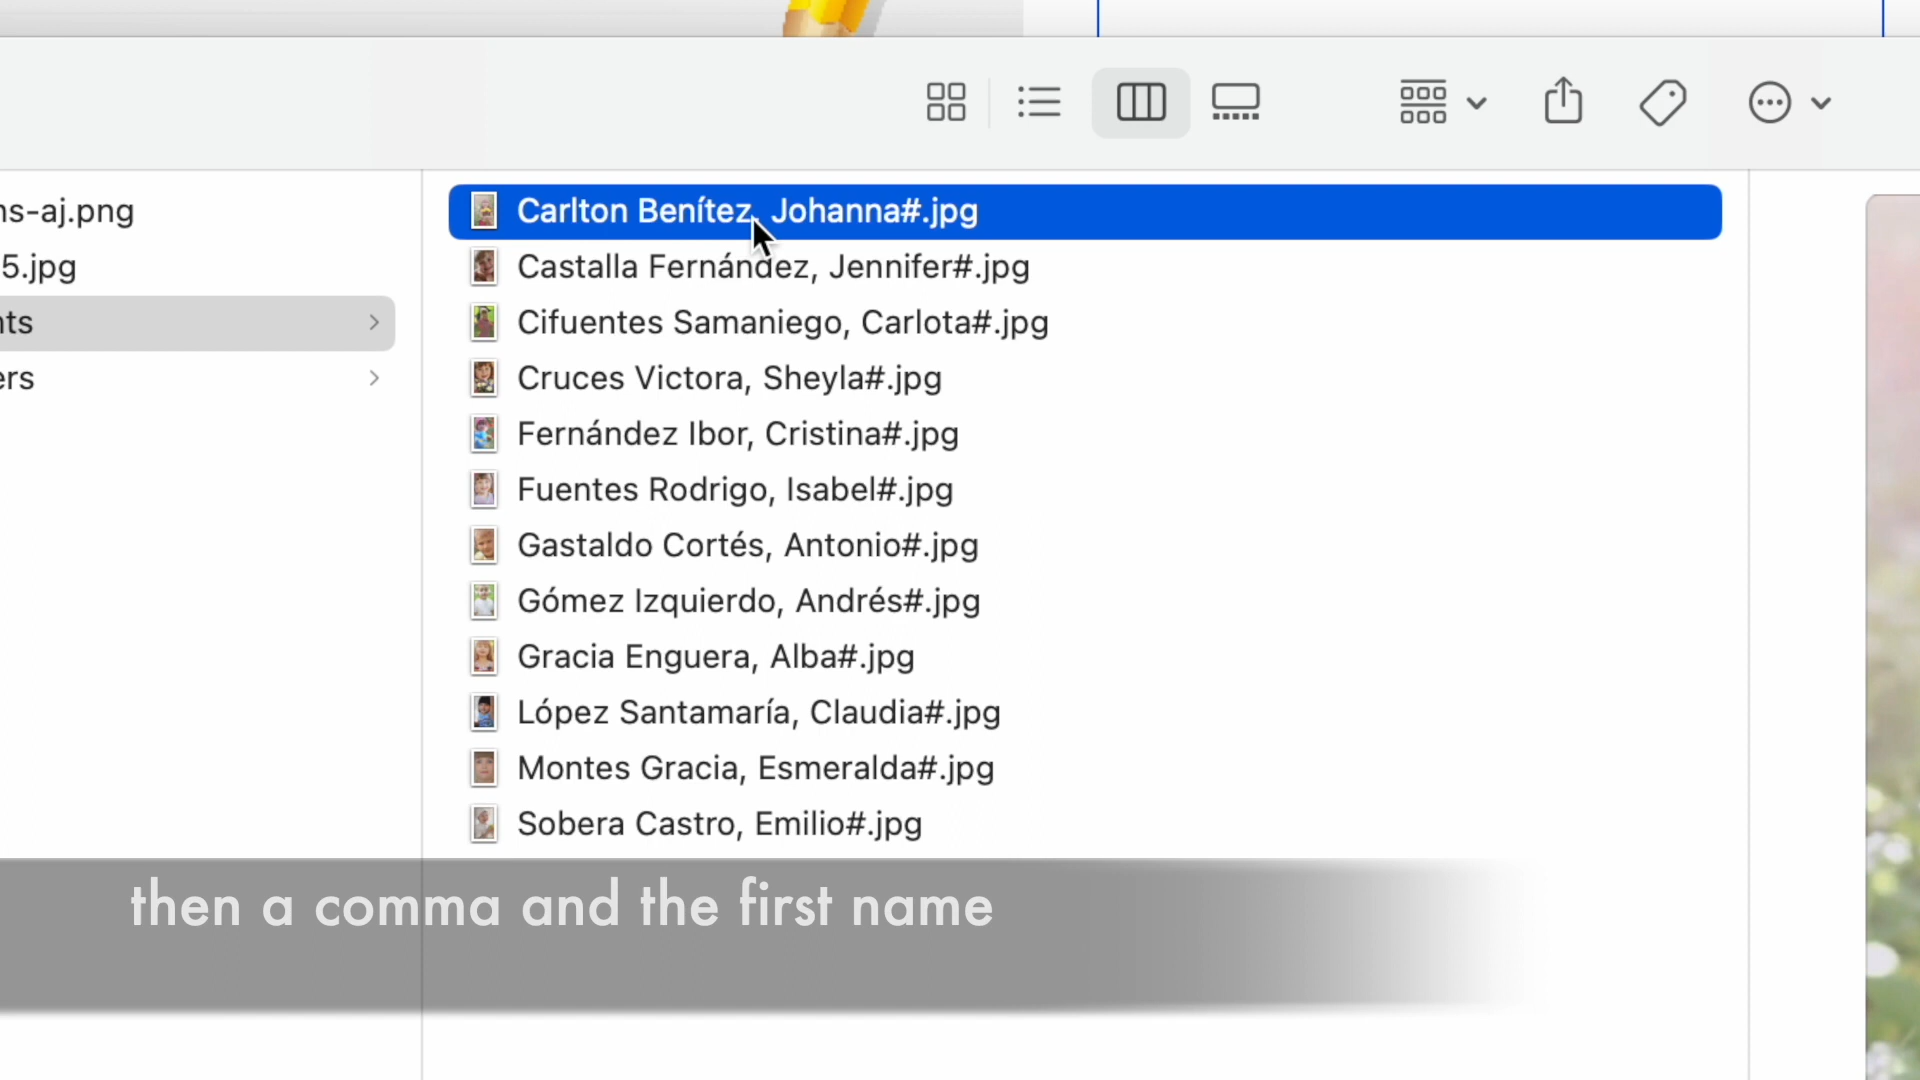 ns-aj.png
5.jpg
nts
ers
Carlton Benítez, Johanna#.jpg
Castalla Fernández, Jennifer#.jpg
Cifuentes Samaniego, Carlota#.jpg
Cruces Victora, Sheyla#.jpg
Fernández Ibor, Cristina#.jpg
Fuentes Rodrigo, Isabel#.jpg
Gastaldo Cortés, Antonio#.jpg
Gómez Izquierdo, Andrés#.jpg
Gracia Enguera, Alba#.jpg
López Santamaría, Claudia#.jpg
Montes Gracia, Esmeralda#.jpg
Sobera Castro, Emilio#.jpg
then a comma and the first name